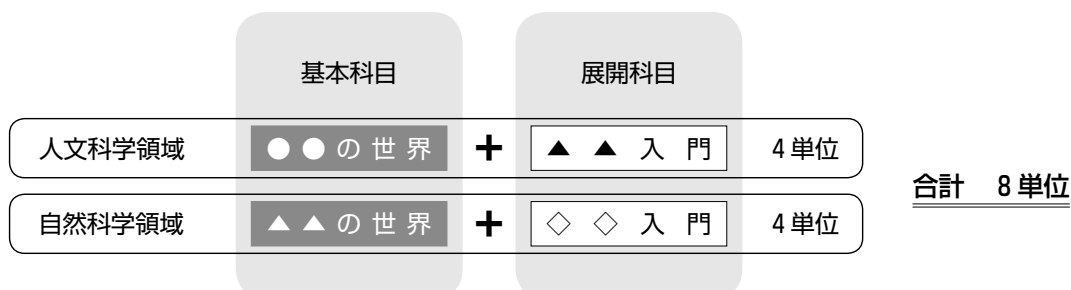 基本科目 展開科目
人文科学領域 ●●の世界 + ▲▲入門 4単位
合計 8単位
自然科学領域 ▲▲の世界 + ◇◇入門 4単位